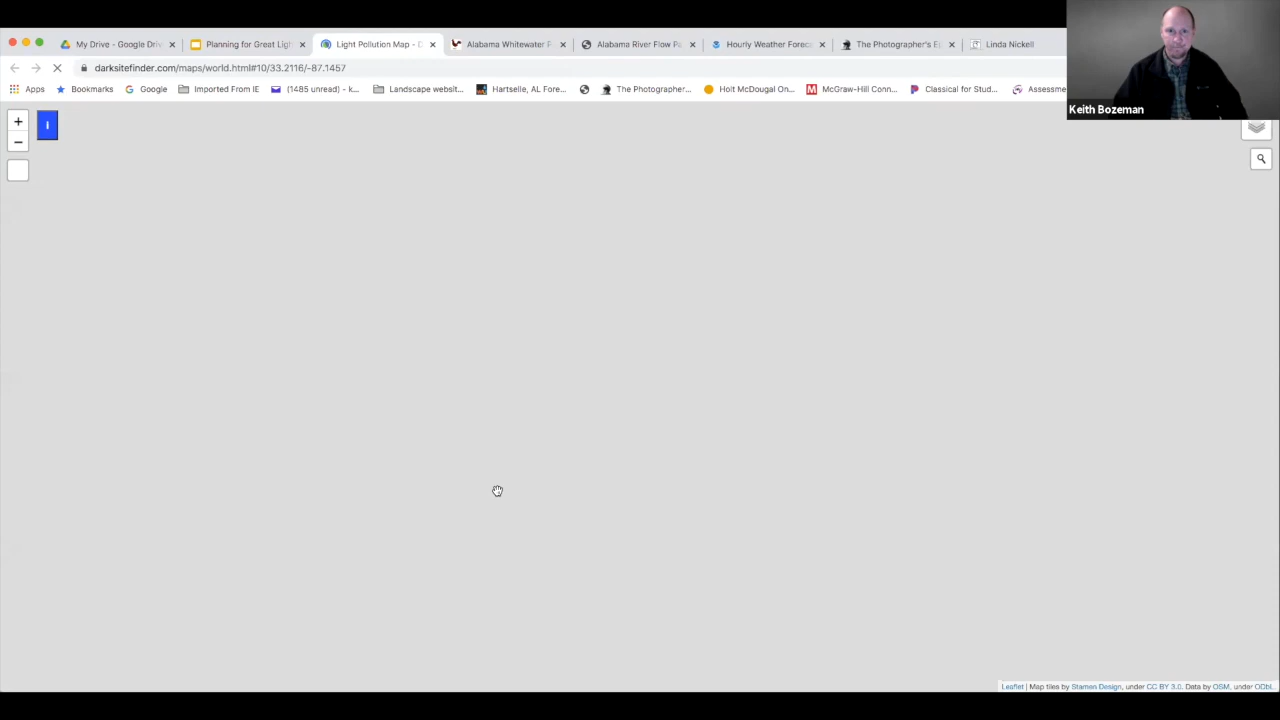 My Drive - Google Driv
Planning for Great Light
Light Pollution Map - D
Alabama Whitewater P
Alabama River Flow Pa
Hourly Weather Foreca
The Photographer's Ep
Linda Nickell
darksitefinder.com/maps/world.html#10/33.2116/-87.1457
Apps
Bookmarks
Google
Imported From IE
(1485 unread) - k...
Landscape websit...
Hartselle, AL Fore...
The Photographer...
Holt McDougal On...
McGraw-Hill Conn...
Classical for Stud...
Assessme
Keith Bozeman
+
−
I
Leaflet | Map tiles by Stamen Design, under CC BY 3.0. Data by OSM, under ODbL.